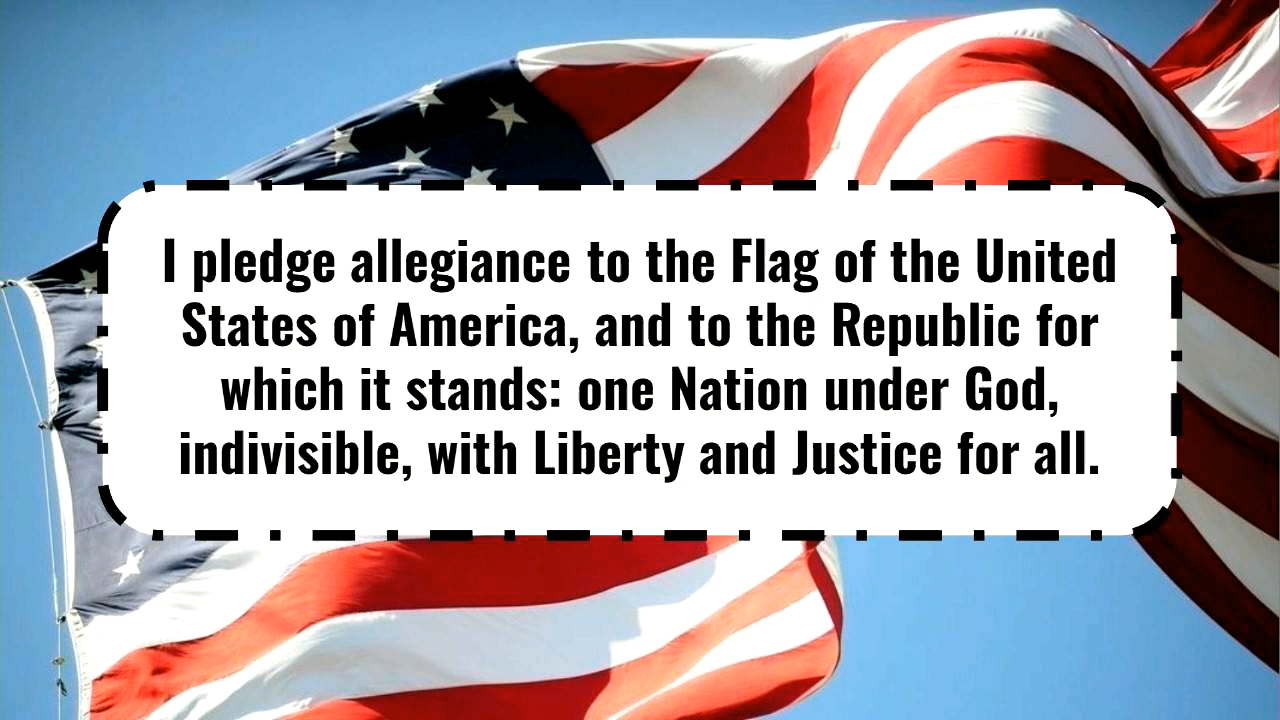 I pledge allegiance to the Flag of the United
States of America, and to the Republic for
which it stands: one Nation under God,
indivisible, with Liberty and Justice for all.